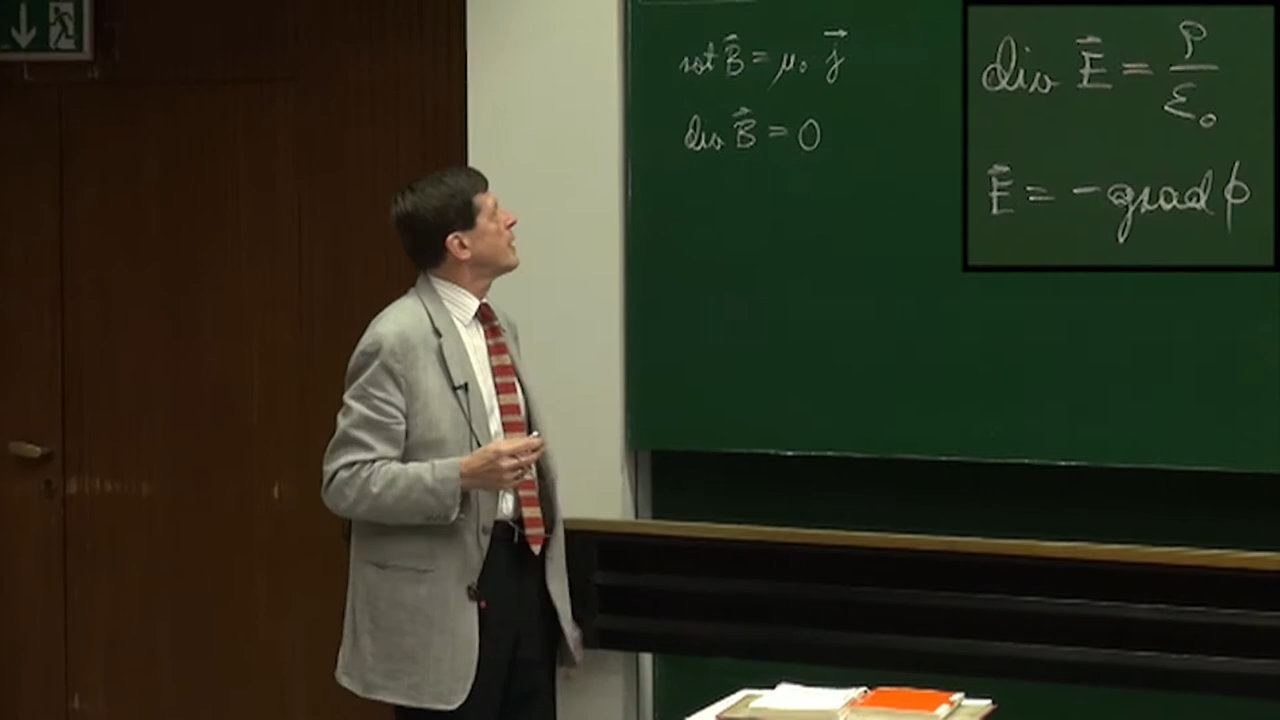 rot B⃗ = μ₀ j⃗
div B⃗ = 0
div E⃗ = ρ/ε₀
E⃗ = -grad ϕ